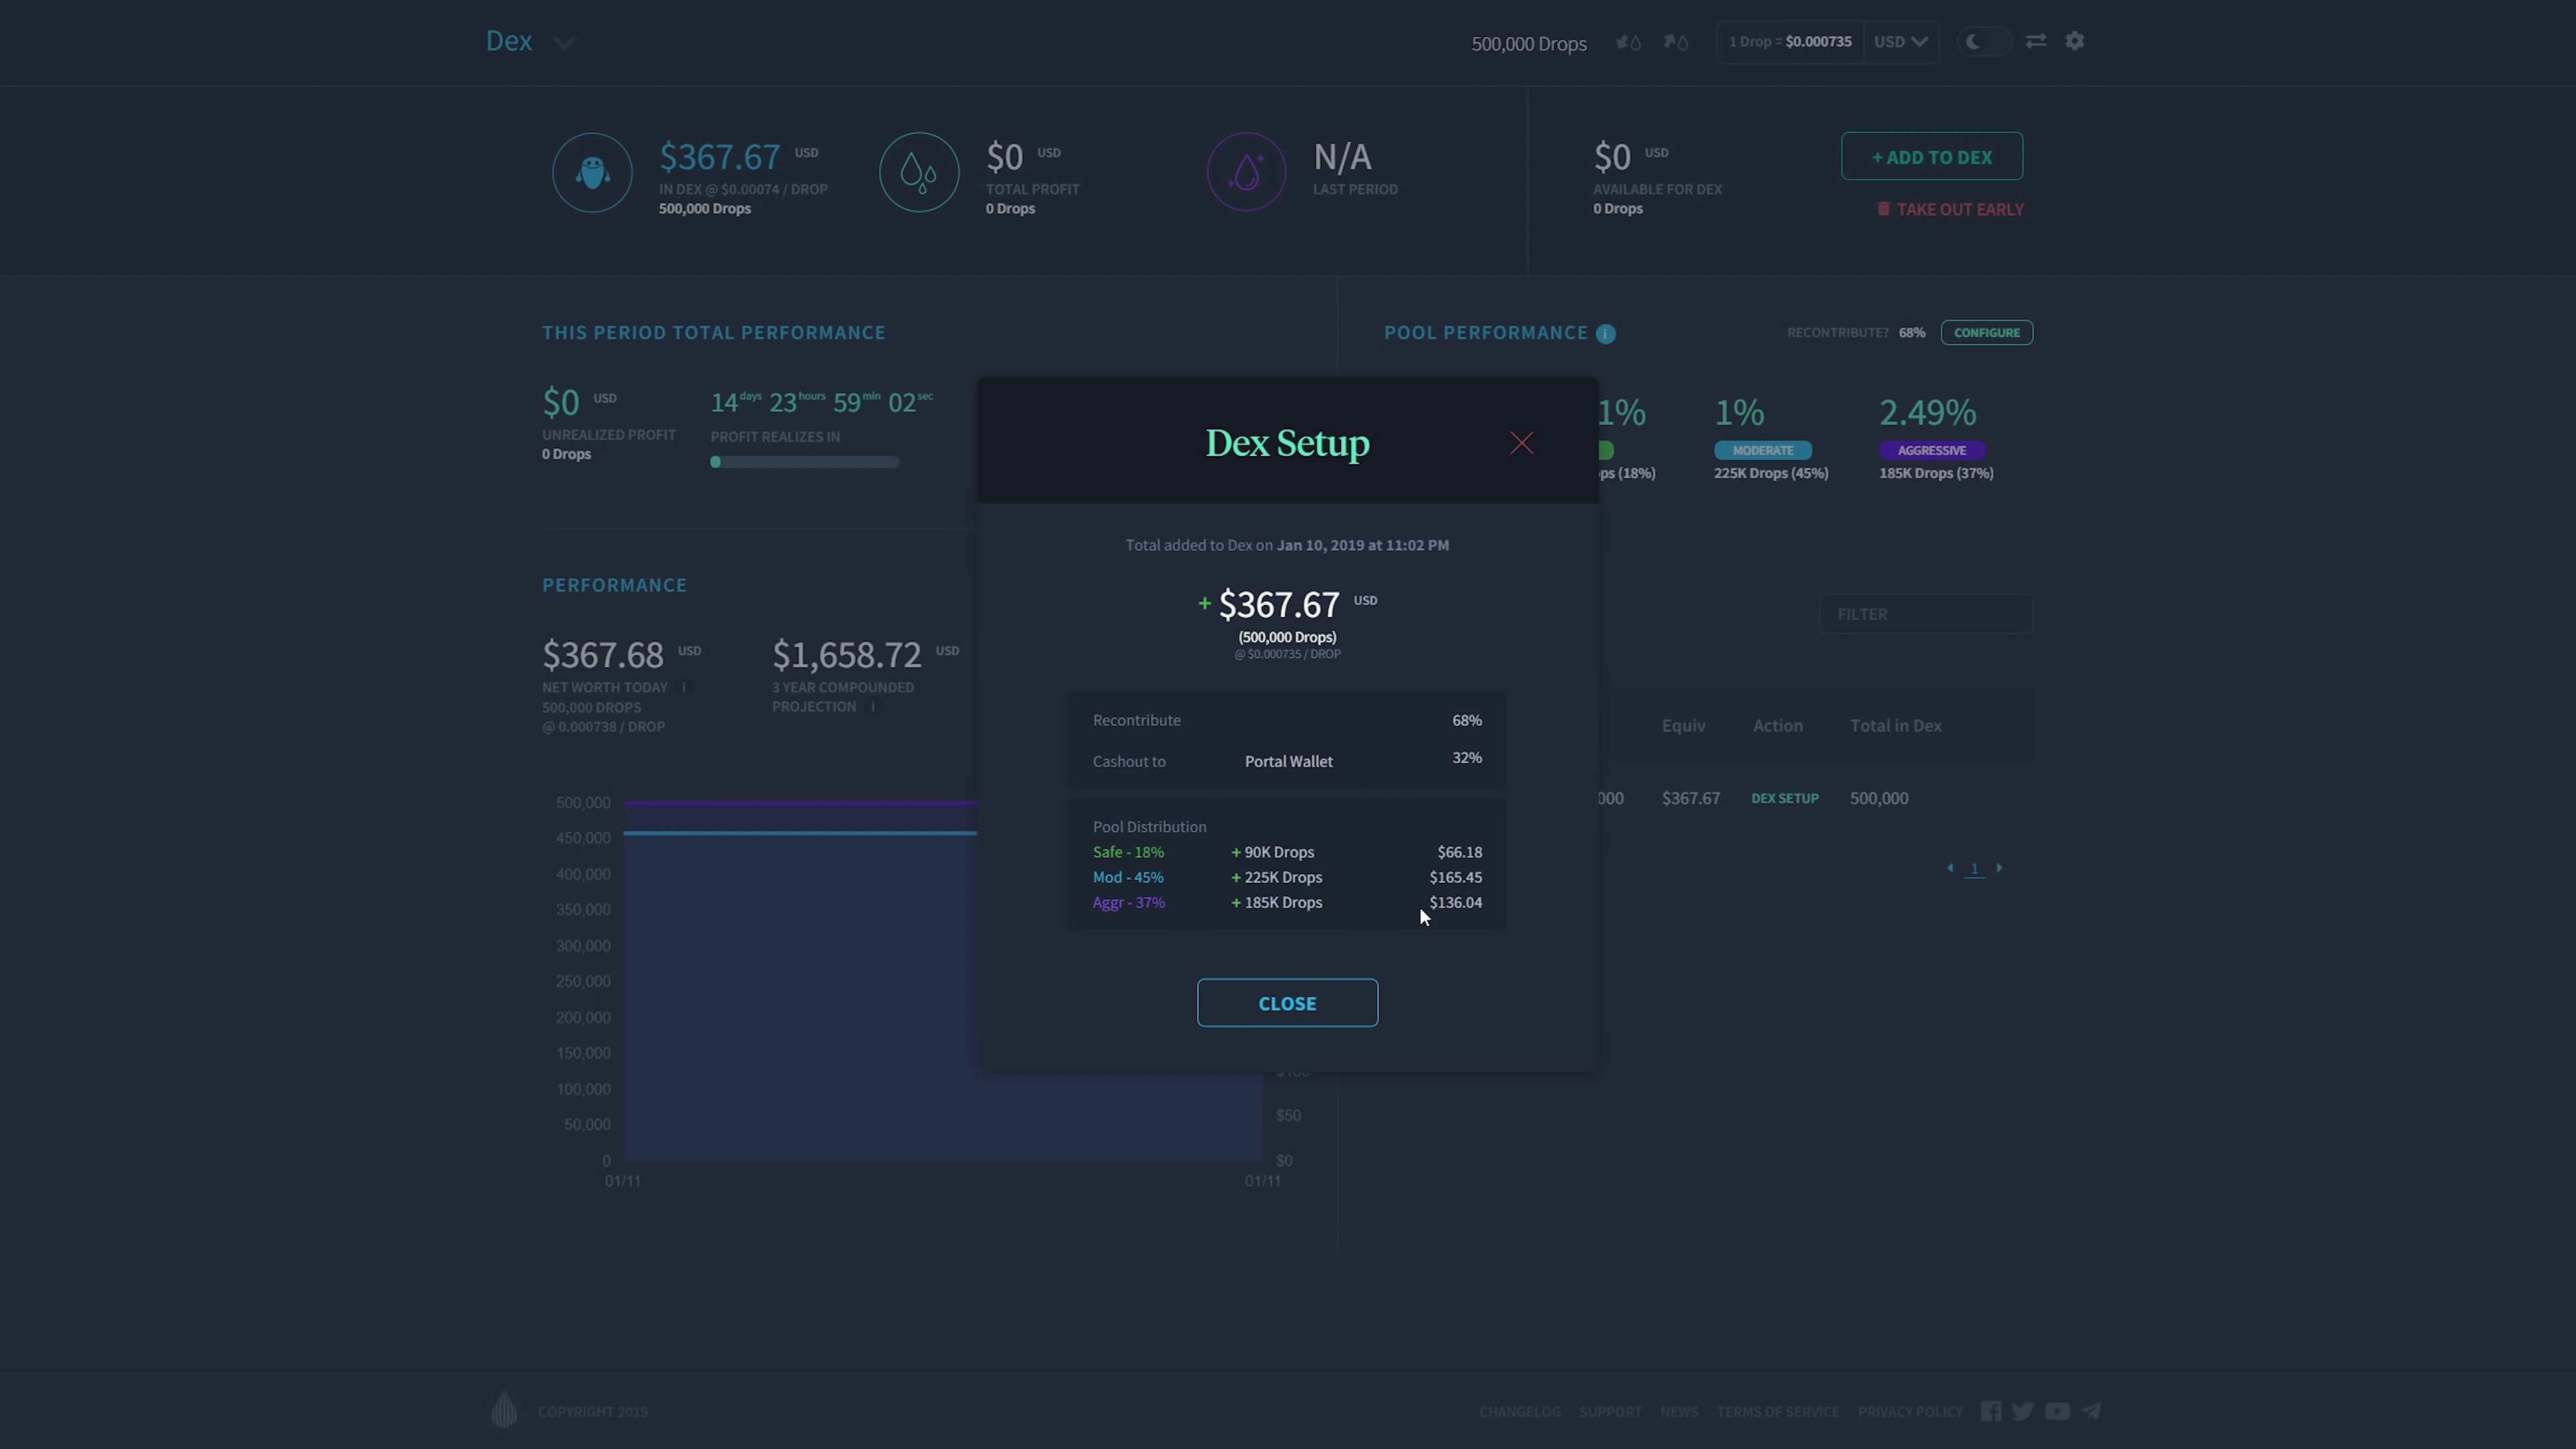 Dex
500,000 Drops
1 Drop = $0.000735
USD
$367.67 USD
IN DEX @ $0.00074 / DROP
500,000 Drops
$0 USD
TOTAL PROFIT
0 Drops
N/A
LAST PERIOD
$0 USD
AVAILABLE FOR DEX
0 Drops
+ ADD TO DEX
TAKE OUT EARLY
THIS PERIOD TOTAL PERFORMANCE
$0 USD
UNREALIZED PROFIT
0 Drops
14 days 23 hours 59 min 02 sec
PROFIT REALIZES IN
POOL PERFORMANCE i
RECONTRIBUTE? 68% CONFIGURE
1%
ps (18%)
1%
MODERATE
225K Drops (45%)
2.49%
AGGRESSIVE
185K Drops (37%)
Dex Setup
Total added to Dex on Jan 10, 2019 at 11:02 PM
+ $367.67 USD
(500,000 Drops)
@ $0.000735 / DROP
Recontribute 68%
Cashout to Portal Wallet 32%
Pool Distribution
Safe - 18% + 90K Drops $66.18
Mod - 45% + 225K Drops $165.45
Aggr - 37% + 185K Drops $136.04
CLOSE
PERFORMANCE
$367.68 USD
NET WORTH TODAY i
500,000 DROPS
@ 0.000738 / DROP
$1,658.72 USD
3 YEAR COMPOUNDED
PROJECTION i
500,000
450,000
400,000
350,000
300,000
250,000
200,000
150,000
100,000
50,000
0
$100
$50
$0
01/11
01/11
FILTER
Equiv Action Total in Dex
000 $367.67 DEX SETUP 500,000
1
COPYRIGHT 2019
CHANGELOG SUPPORT NEWS TERMS OF SERVICE PRIVACY POLICY